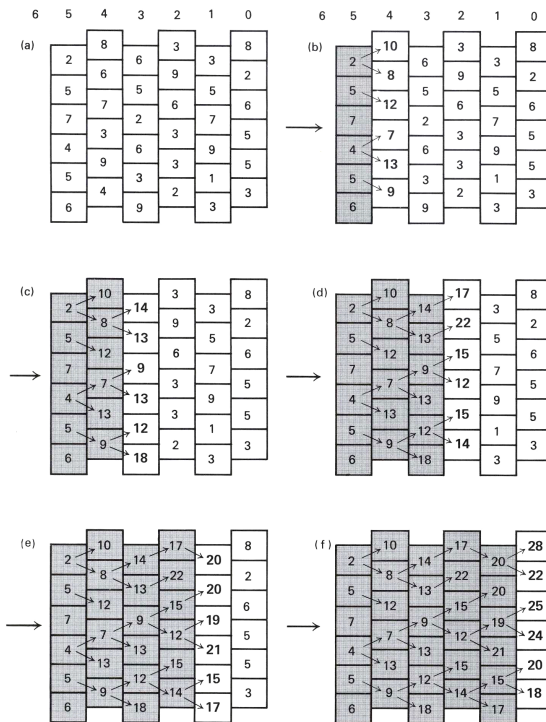 6 5 4 3 2 1 0
(a) 8 3 8
2 6 3
6 9 2
5 5 5
7 6 6
7 2 7
3 3 5
4 6 9
9 3 5
5 3 1
4 2 3
6 9 3
6 5 4 3 2 1 0
(b) 10 3 8
2 6 3
8 9 2
5 5 5
12 6 6
7 2 7
7 3 5
4 6 9
13 3 5
5 3 1
9 2 3
6 9 3
(c) 10 3 8
2 14 3
8 9 2
5 13 5
12 6 6
7 9 7
7 3 5
4 13 9
13 3 5
5 12 1
9 2 3
6 18 3
(d) 10 17 8
2 14 3
8 22 2
5 13 5
12 15 6
7 9 7
7 12 5
4 13 9
13 15 5
5 12 1
9 14 3
6 18 3
(e) 10 17 8
2 14 20
8 22 2
5 13 20
12 15 6
7 9 19
7 12 5
4 13 21
13 15 5
5 12 15
9 14 3
6 18 17
(f) 10 17 28
2 14 20
8 22 22
5 13 20
12 15 25
7 9 19
7 12 24
4 13 21
13 15 20
5 12 15
9 14 18
6 18 17